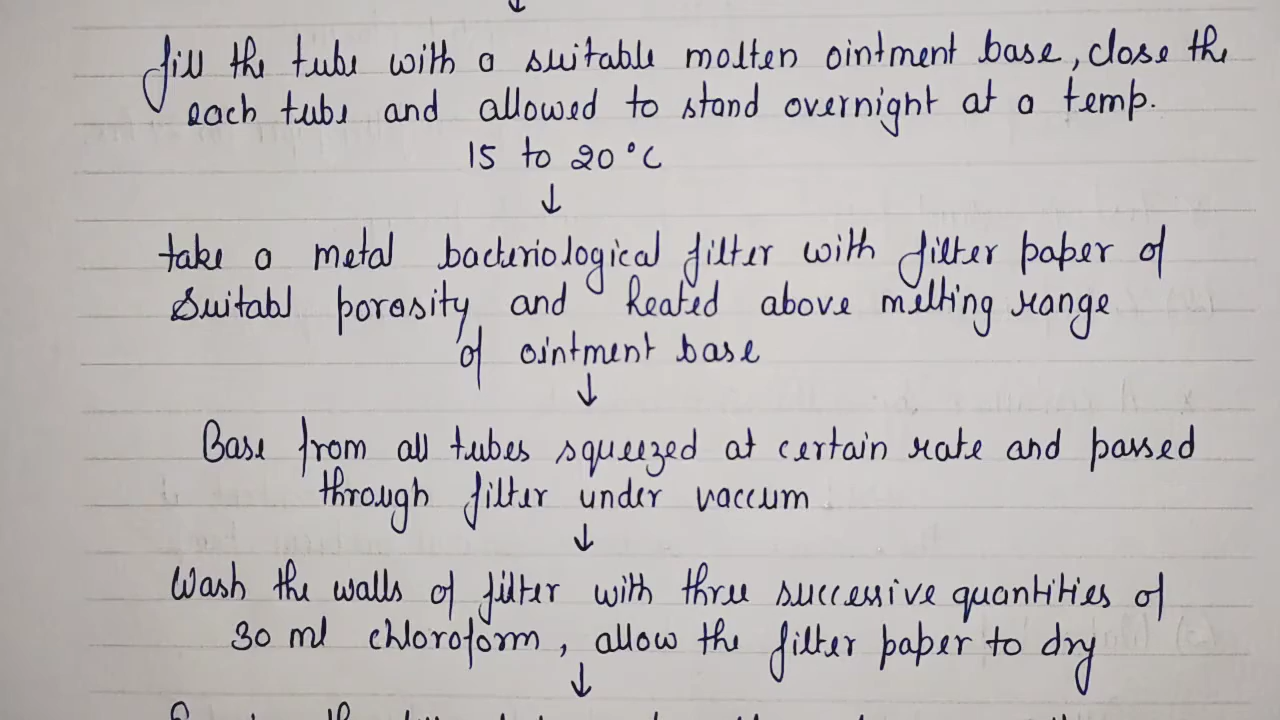 ↓
fill the tube with a suitable molten ointment base, close the
each tube and allowed to stand overnight at a temp.
15 to 20°C
↓
take a metal bacteriological filter with filter paper of
suitabl porosity and heated above melting range
of ointment base
↓
Base from all tubes squeezed at certain rate and passed
through filter under vaccum
↓
Wash the walls of filter with three successive quantities of
30 ml chloroform, allow the filter paper to dry
↓